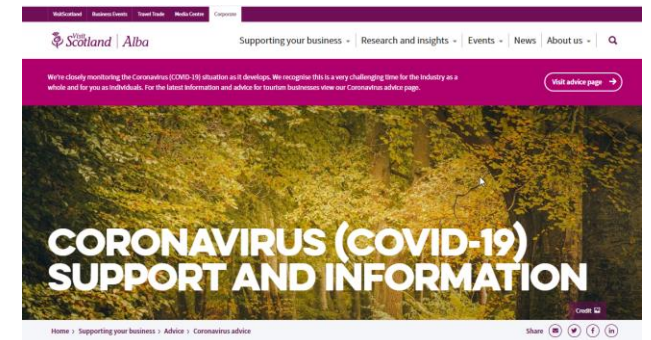 VisitScotland Business Events Travel Trade Media Centre Corporate
Visit Scotland | Alba
Supporting your business Research and insights Events News About us
We're closely monitoring the Coronavirus (COVID-19) situation as it develops. We recognise this is a very challenging time for the industry as a
whole and for you as individuals. For the latest information and advice for tourism businesses view our Coronavirus advice page.
Visit advice page →
CORONAVIRUS (COVID-19)
SUPPORT AND INFORMATION
Credit
Home > Supporting your business > Advice > Coronavirus advice
Share